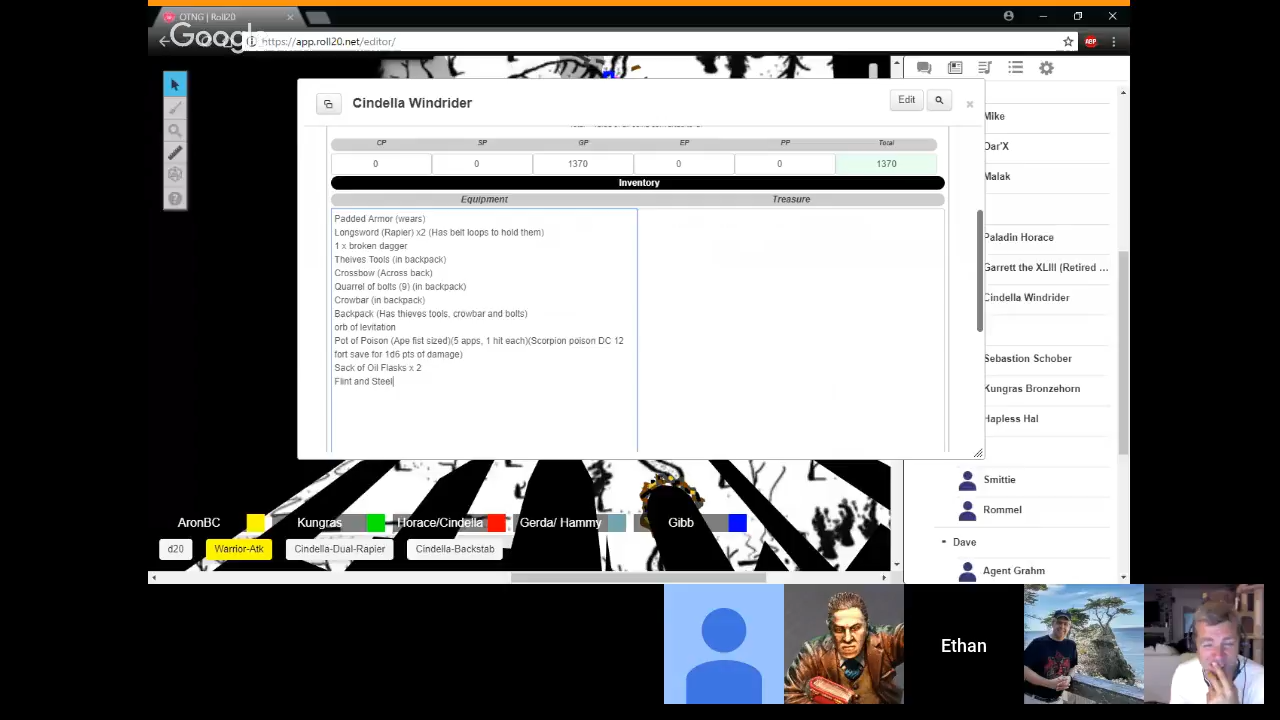 OTNG | Roll20
Google
https://app.roll20.net/editor/
ABP
Cindella Windrider
Edit
CP SP GP EP PP Total
0 0 1370 0 0 1370
Inventory
Equipment Treasure
Padded Armor (wears)
Longsword (Rapier) x2 (Has belt loops to hold them)
1 x broken dagger
Theives Tools (in backpack)
Crossbow (Across back)
Quarrel of bolts (9) (in backpack)
Crowbar (in backpack)
Backpack (Has thieves tools, crowbar and bolts)
orb of levitation
Pot of Poison (Ape fist sized)(5 apps, 1 hit each)(Scorpion poison DC 12
fort save for 1d6 pts of damage)
Sack of Oil Flasks x 2
Flint and Steel
Mike
Dar'X
Malak
Paladin Horace
Garrett the XLIII (Retired ...
Cindella Windrider
Sebastion Schober
Kungras Bronzehorn
Hapless Hal
Smittie
Rommel
Dave
Agent Grahm
AronBC Kungras Horace/Cindella Gerda/ Hammy Gibb
d20 Warrior-Atk Cindella-Dual-Rapier Cindella-Backstab
Ethan